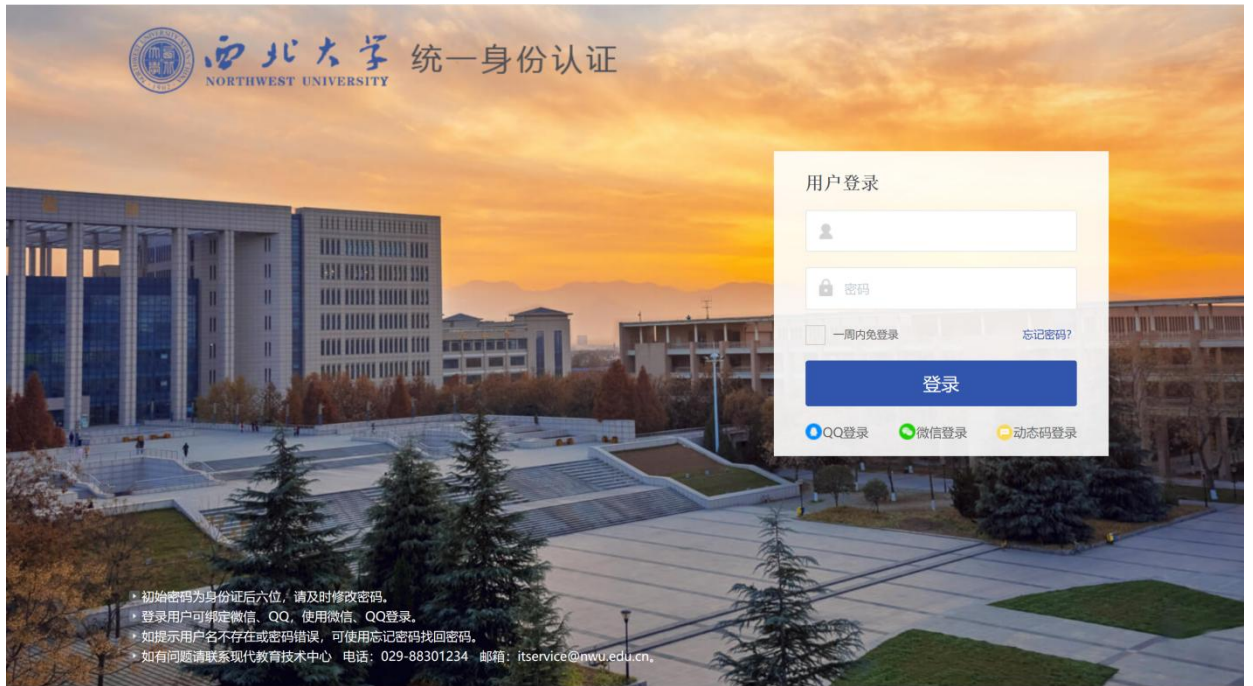 西北大学 统一身份认证
NORTHWEST UNIVERSITY
用户登录
密码
一周内免登录 忘记密码?
登录
QQ登录 微信登录 动态码登录
初始密码为身份证后六位，请及时修改密码。
登录用户可绑定微信、QQ，使用微信、QQ登录。
如提示用户名不存在或密码错误，可使用忘记密码找回密码。
如有问题请联系现代教育技术中心 电话：029-88301234 邮箱：itservice@nwu.edu.cn。